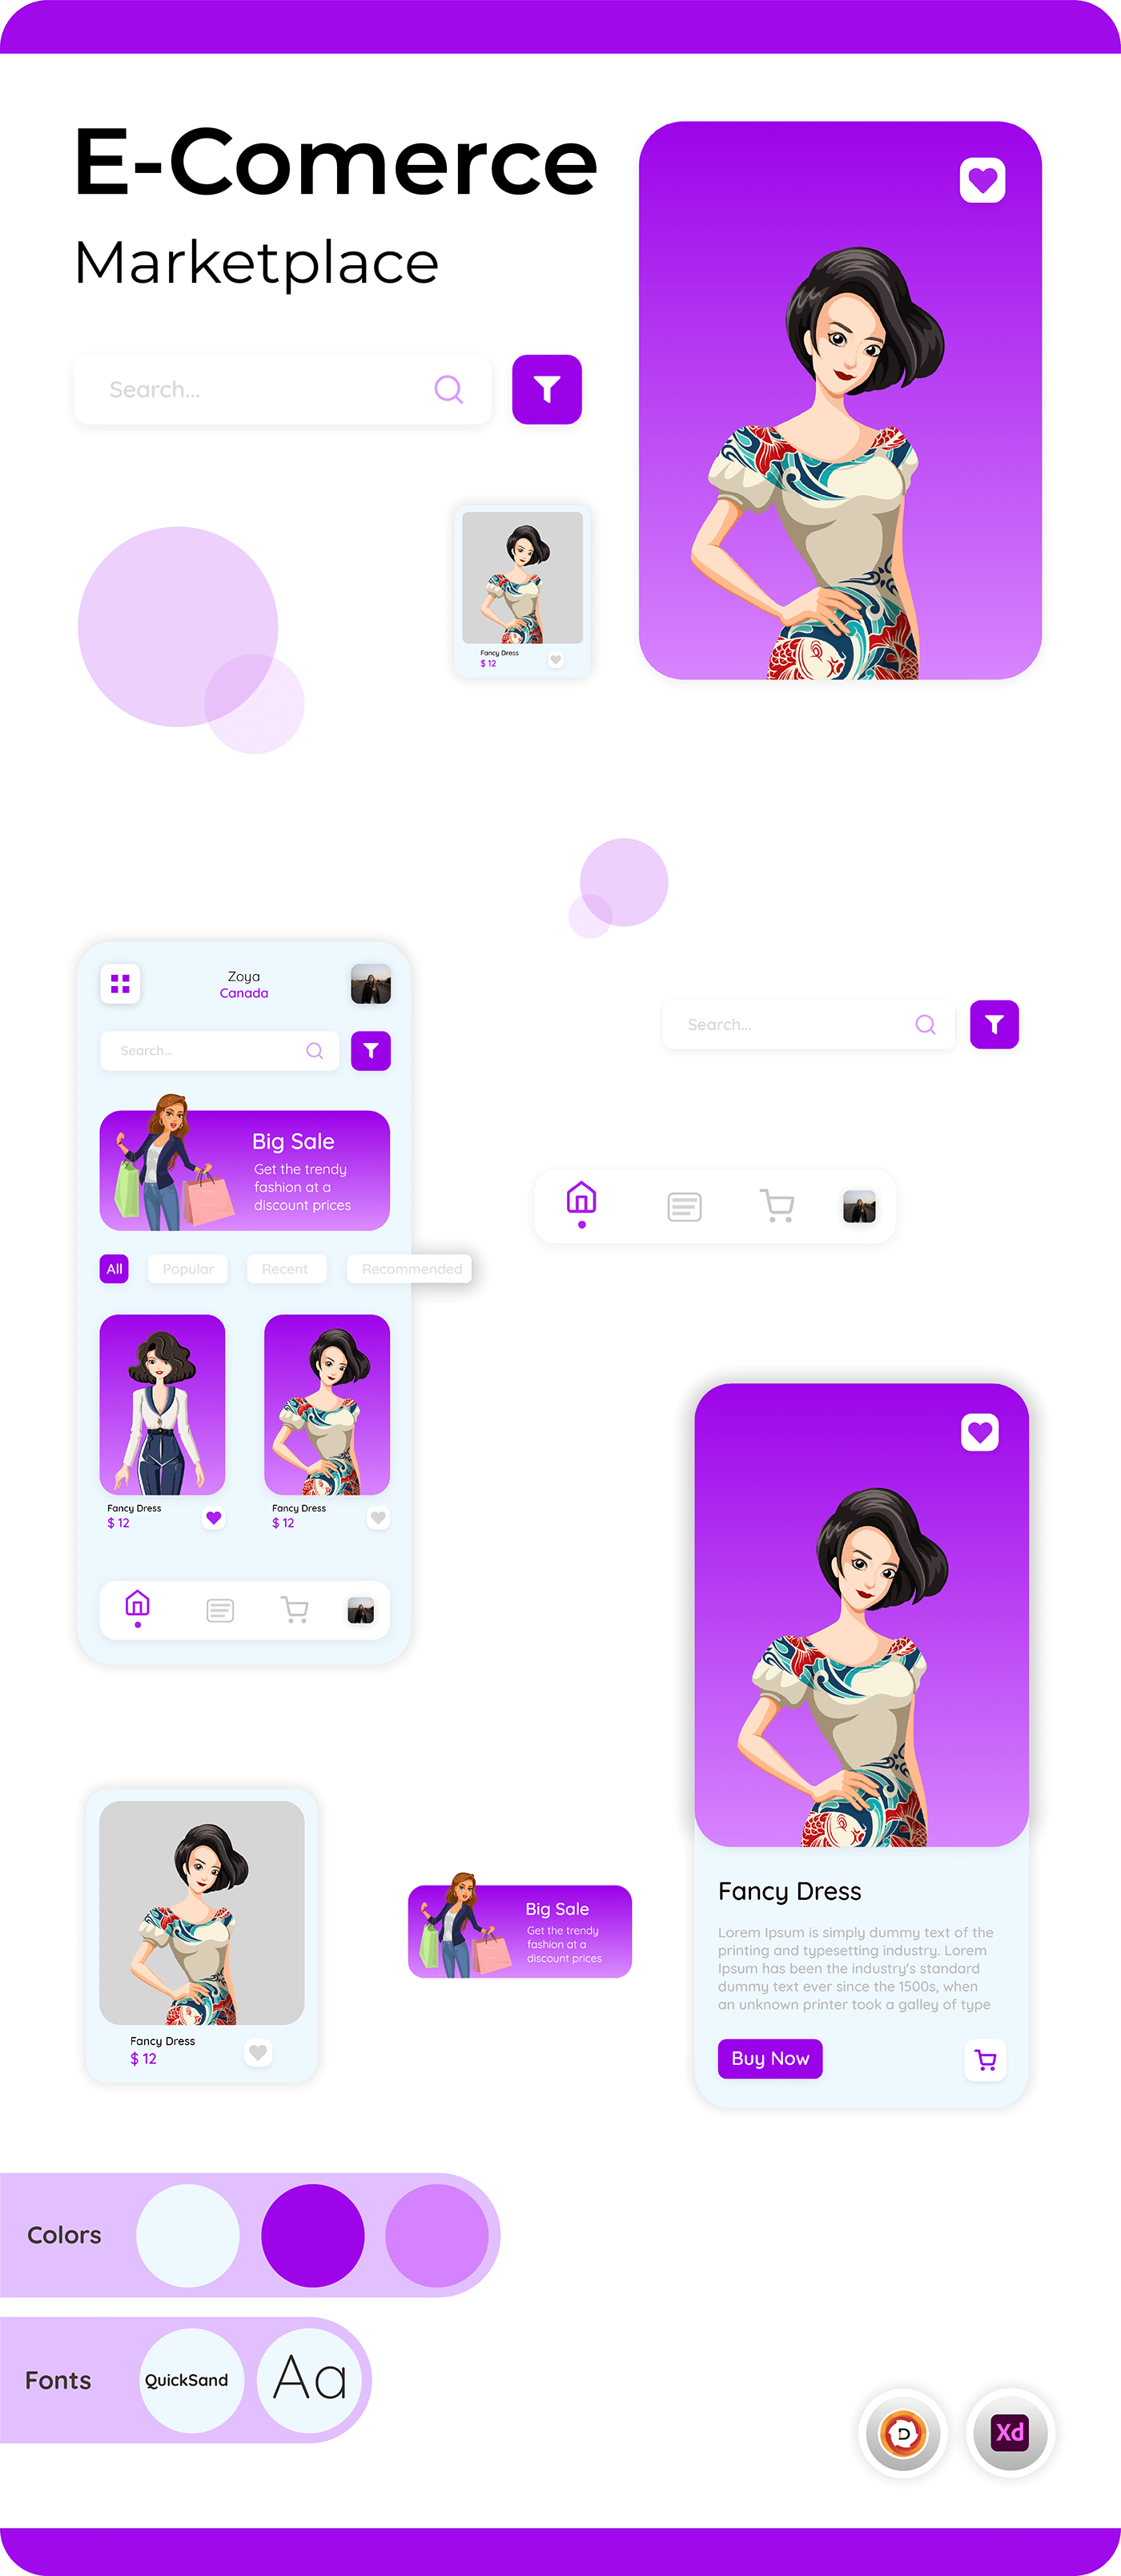 E-Comerce
Marketplace
Search...
Fancy Dress
$ 12
Zoya
Canada
Search...
Search...
Big Sale
Get the trendy
fashion at a
discount prices
All
Popular
Recent
Recommended
Fancy Dress
$ 12
Fancy Dress
$ 12
Fancy Dress
$ 12
Big Sale
Get the trendy
fashion at a
discount prices
Fancy Dress
Lorem Ipsum is simply dummy text of the
printing and typesetting industry. Lorem
Ipsum has been the industry's standard
dummy text ever since the 1500s, when
an unknown printer took a galley of type
Buy Now
Colors
Fonts
QuickSand
Aa
D
Xd